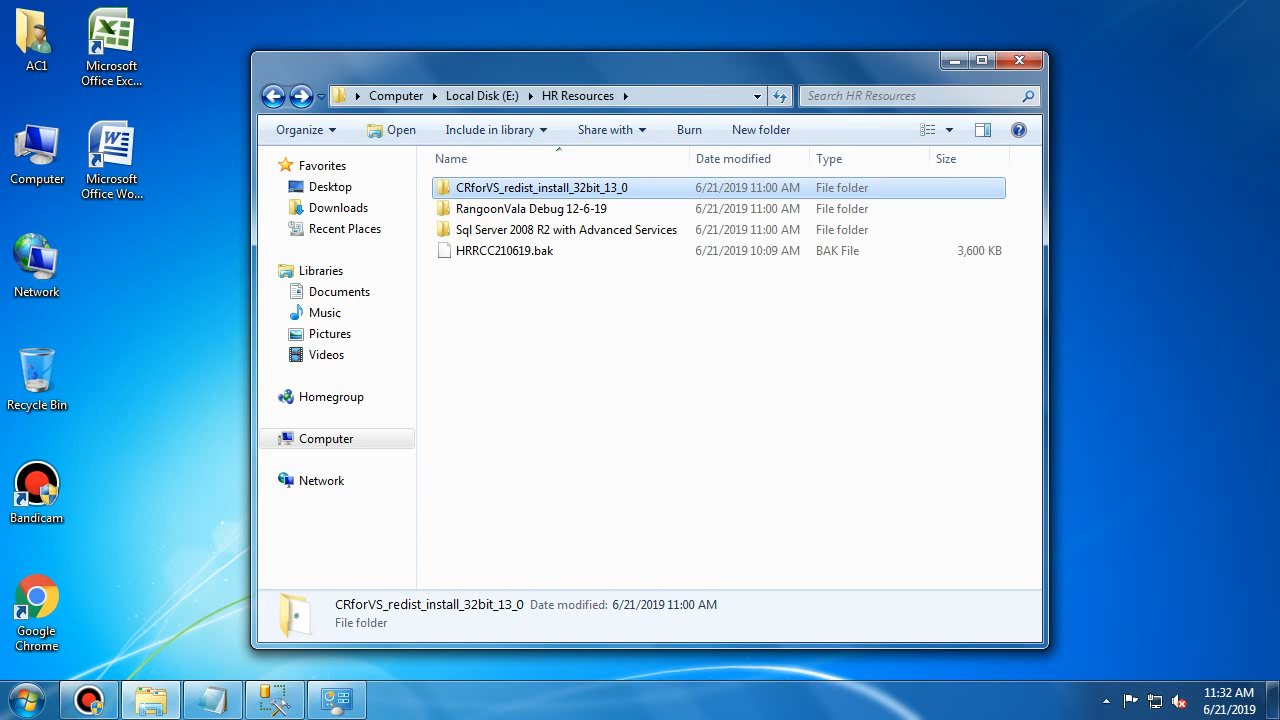 AC1
Microsoft
Office Exc...
Computer
Microsoft
Office Wo...
Network
Recycle Bin
Bandicam
Google
Chrome
Computer
Local Disk (E:)
HR Resources
Search HR Resources
Organize
Open
Include in library
Share with
Burn
New folder
Favorites
Desktop
Downloads
Recent Places
Libraries
Documents
Music
Pictures
Videos
Homegroup
Computer
Network
Name Date modified Type Size
CRforVS_redist_install_32bit_13_0 6/21/2019 11:00 AM File folder
RangoonVala Debug 12-6-19 6/21/2019 11:00 AM File folder
Sql Server 2008 R2 with Advanced Services 6/21/2019 11:00 AM File folder
HRRCC210619.bak 6/21/2019 10:09 AM BAK File 3,600 KB
CRforVS_redist_install_32bit_13_0 Date modified: 6/21/2019 11:00 AM
File folder
11:32 AM
6/21/2019